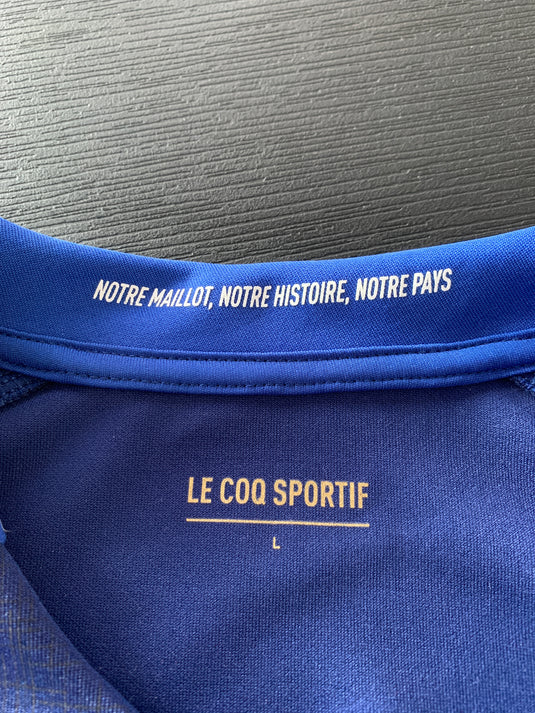 NOTRE MAILLOT, NOTRE HISTOIRE, NOTRE PAYS
LE COQ SPORTIF
L